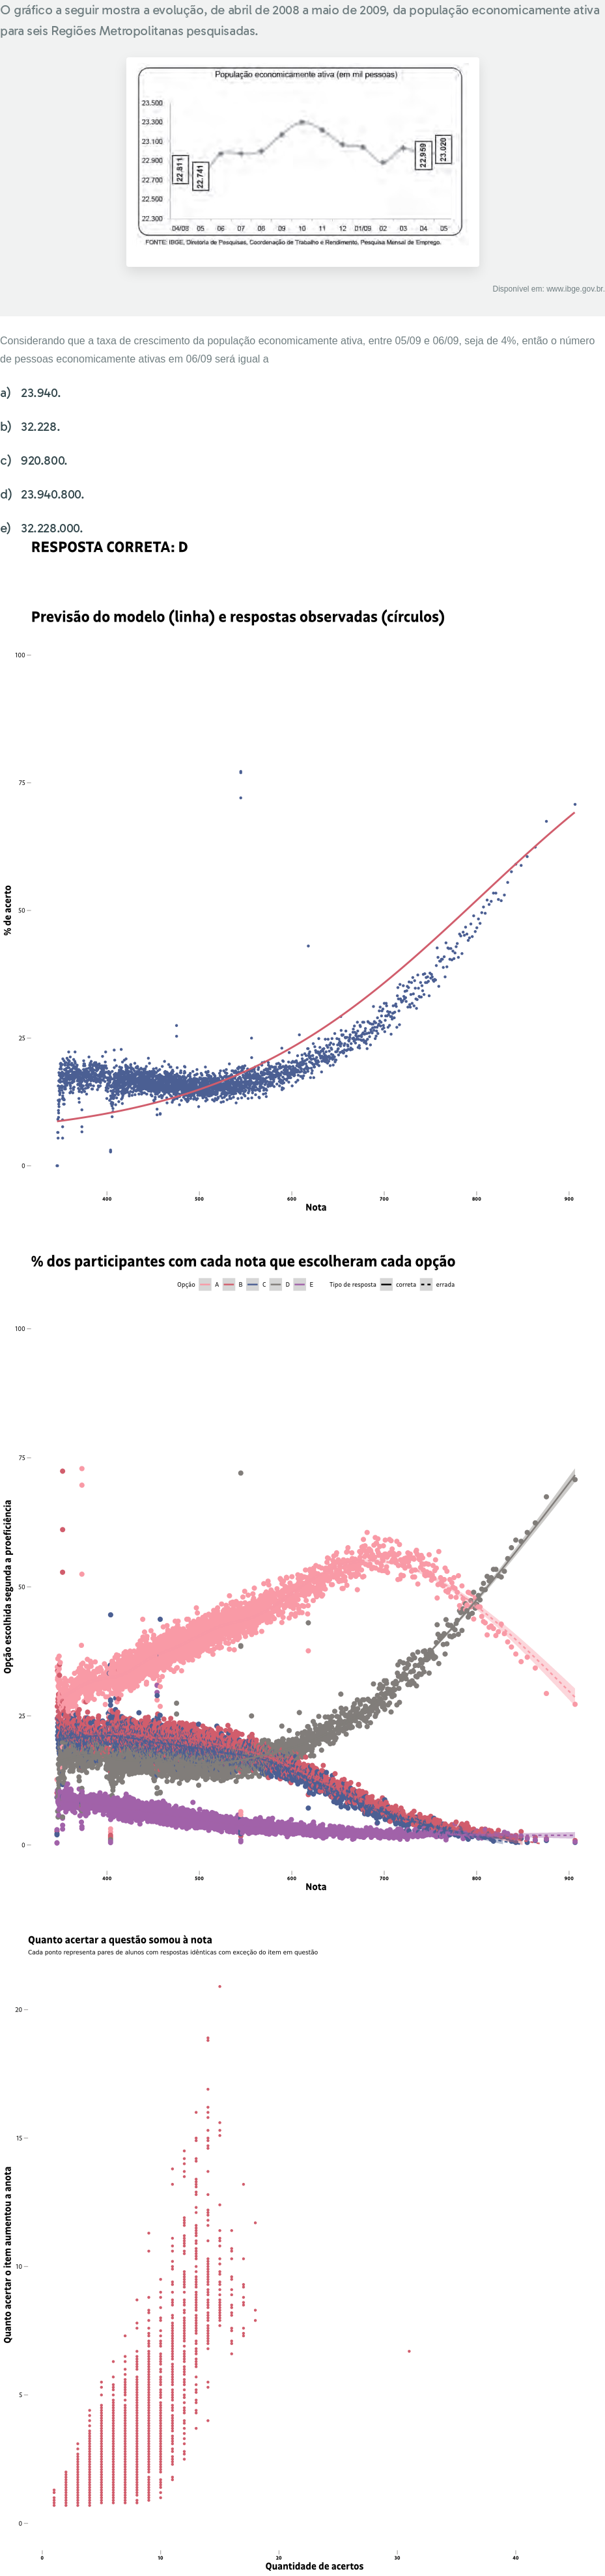 O gráfico a seguir mostra a evolução, de abril de 2008 a maio de 2009, da população economicamente ativa
para seis Regiões Metropolitanas pesquisadas.
População economicamente ativa (em mil pessoas)
23.500
23.300
23.100
22.900
22.700
22.500
22.300
22.811
22.741
22.959
23.020
04/08 05 06 07 08 09 10 11 12 01/09 02 03 04 05
FONTE: IBGE, Diretoria de Pesquisas, Coordenação de Trabalho e Rendimento, Pesquisa Mensal de Emprego.
Disponível em: www.ibge.gov.br.
Considerando que a taxa de crescimento da população economicamente ativa, entre 05/09 e 06/09, seja de 4%, então o número
de pessoas economicamente ativas em 06/09 será igual a
a) 23.940.
b) 32.228.
c) 920.800.
d) 23.940.800.
e) 32.228.000.
RESPOSTA CORRETA: D
Previsão do modelo (linha) e respostas observadas (círculos)
100
75
50
25
0
% de acerto
400 500 600 700 800 900
Nota
% dos participantes com cada nota que escolheram cada opção
Opção A B C D E Tipo de resposta correta errada
100
75
50
25
0
Opção escolhida segunda a proeficiência
400 500 600 700 800 900
Nota
Quanto acertar a questão somou à nota
Cada ponto representa pares de alunos com respostas idênticas com exceção do item em questão
20
15
10
5
0
Quanto acertar o item aumentou a anota
0 10 20 30 40
Quantidade de acertos